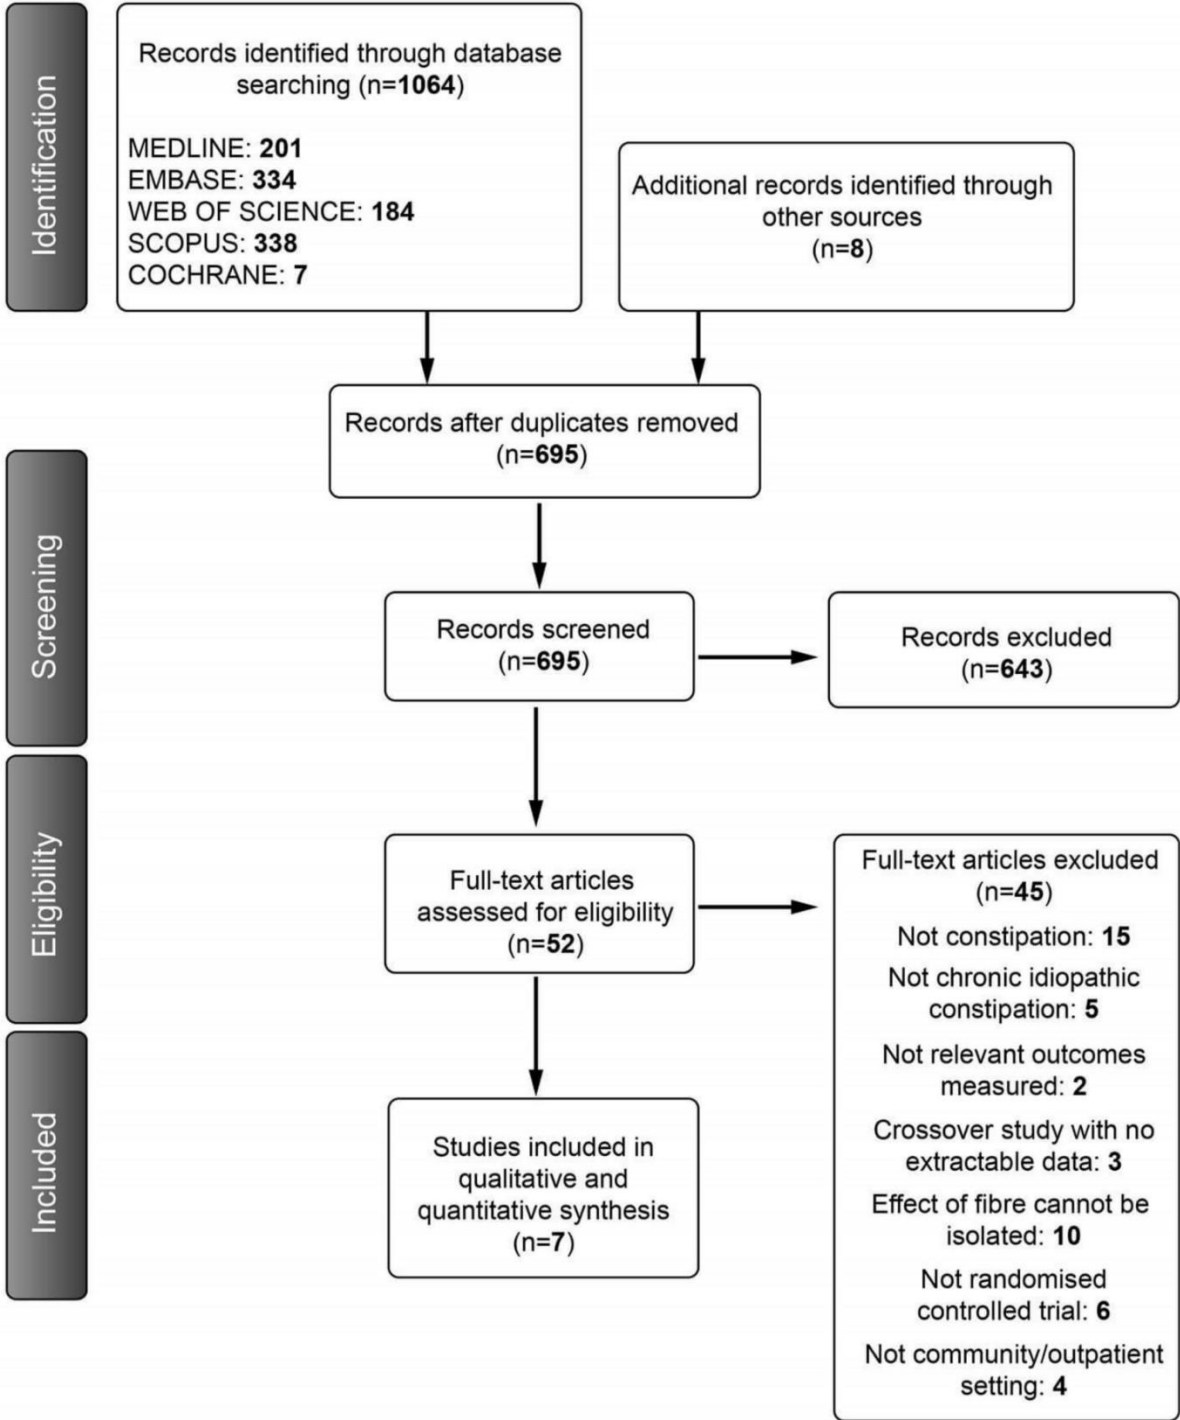 Identification
Records identified through database
searching (n=1064)
MEDLINE: 201
EMBASE: 334
WEB OF SCIENCE: 184
SCOPUS: 338
COCHRANE: 7
Additional records identified through
other sources
(n=8)
Records after duplicates removed
(n=695)
Screening
Records screened
(n=695)
Records excluded
(n=643)
Eligibility
Full-text articles
assessed for eligibility
(n=52)
Full-text articles excluded
(n=45)
Not constipation: 15
Not chronic idiopathic
constipation: 5
Not relevant outcomes
measured: 2
Crossover study with no
extractable data: 3
Effect of fibre cannot be
isolated: 10
Not randomised
controlled trial: 6
Not community/outpatient
setting: 4
Included
Studies included in
qualitative and
quantitative synthesis
(n=7)